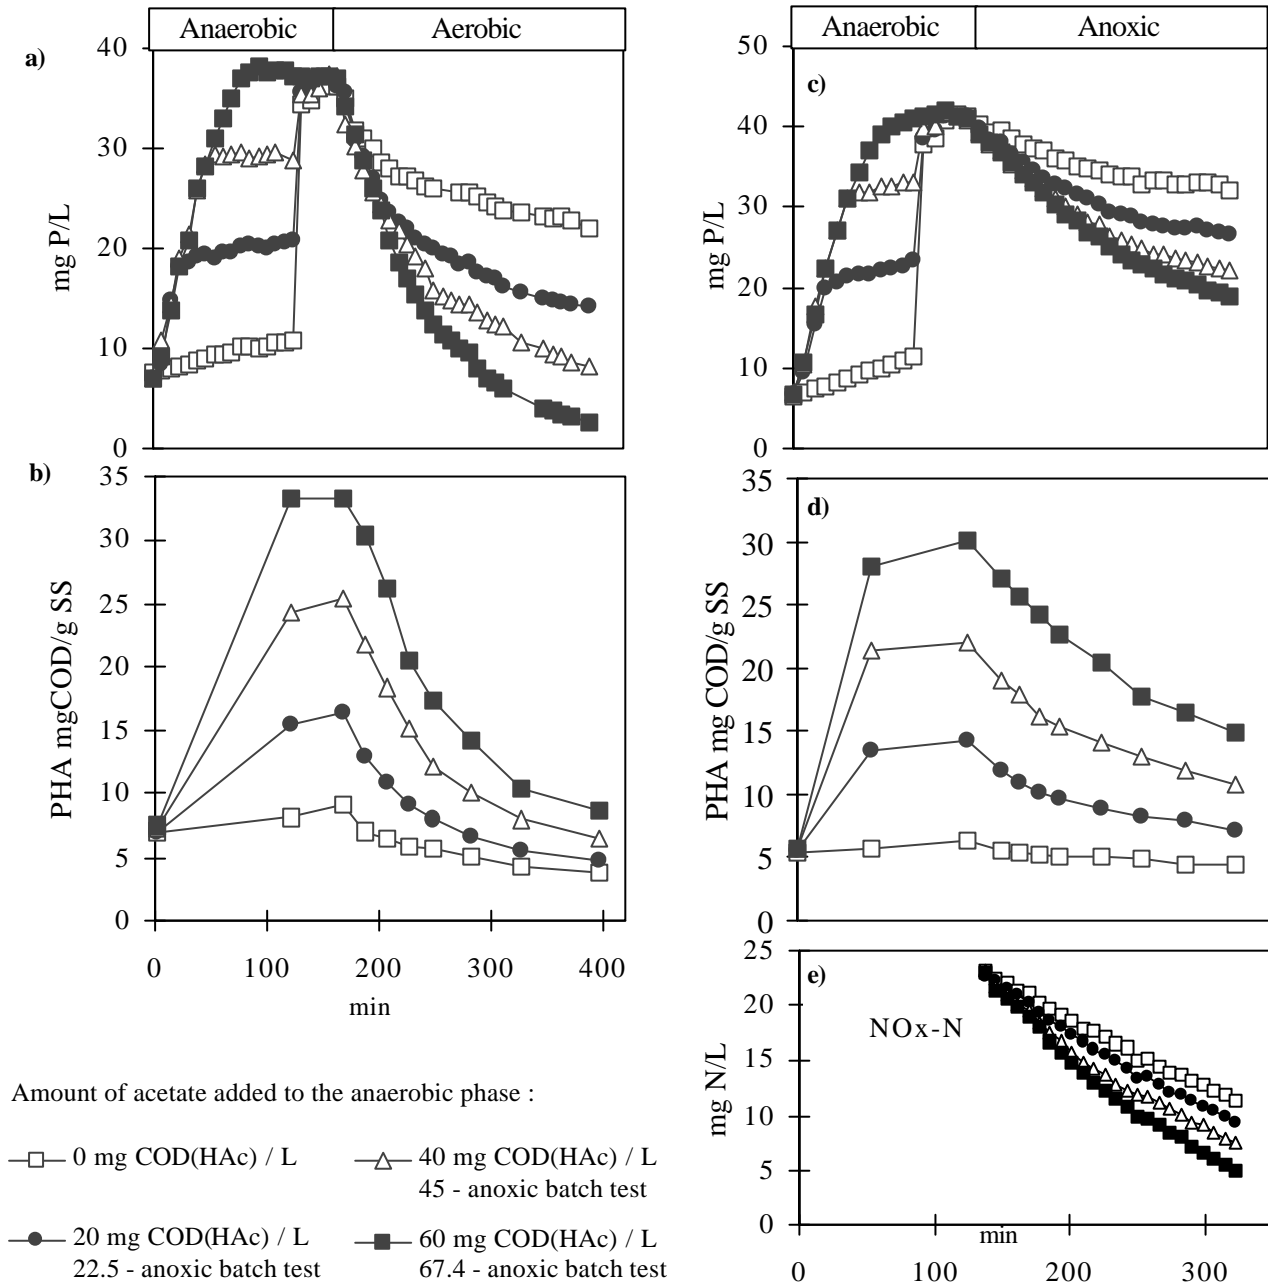 Anaerobic Aerobic
a)
40
30
20
10
0
mg P/L
Anaerobic Anoxic
c)
50
40
30
20
10
0
mg P/L
b)
35
30
25
20
15
10
5
0
PHA mgCOD/g SS
0 100 200 300 400
min
d)
35
30
25
20
15
10
5
0
PHA mg COD/g SS
e)
25
20
15
10
5
0
mg N/L
NOx-N
min
0 100 200 300
Amount of acetate added to the anaerobic phase :
0 mg COD(HAc) / L
20 mg COD(HAc) / L
22.5 - anoxic batch test
40 mg COD(HAc) / L
45 - anoxic batch test
60 mg COD(HAc) / L
67.4 - anoxic batch test